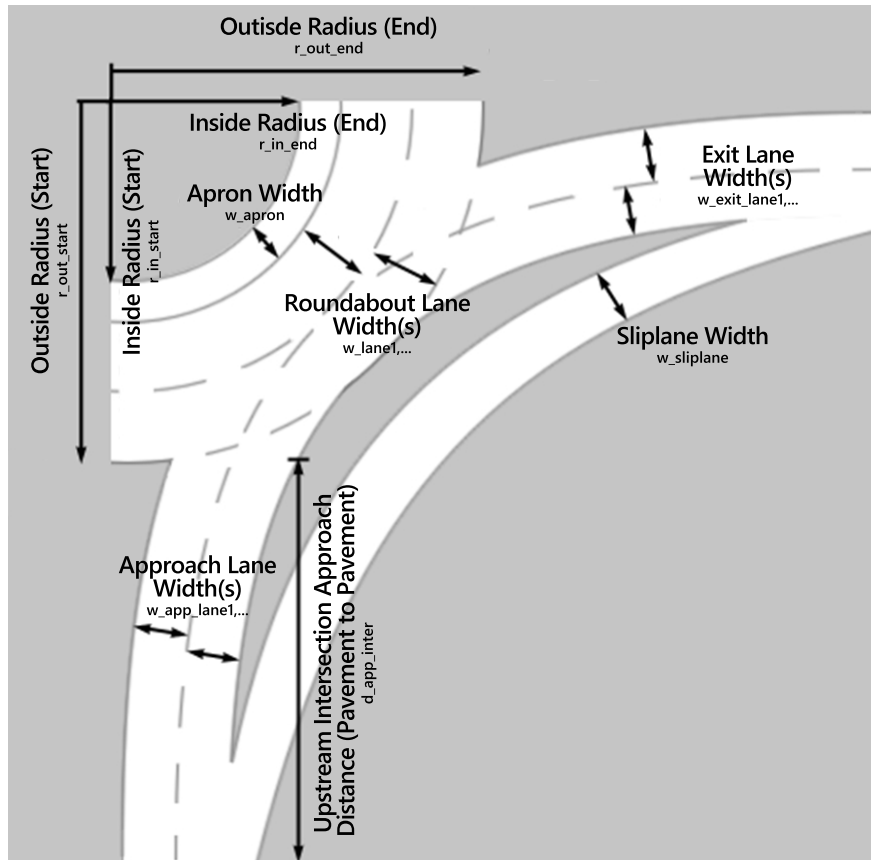 Outisde Radius (End)
r_out_end
Inside Radius (End)
r_in_end
Apron Width
w_apron
Outside Radius (Start)
r_out_start
Inside Radius (Start)
r_in_start
Exit Lane
Width(s)
w_exit_lane1,...
Roundabout Lane
Width(s)
w_lane1,...
Sliplane Width
w_sliplane
Approach Lane
Width(s)
w_app_lane1,...
Upstream Intersection Approach
Distance (Pavement to Pavement)
d_app_inter